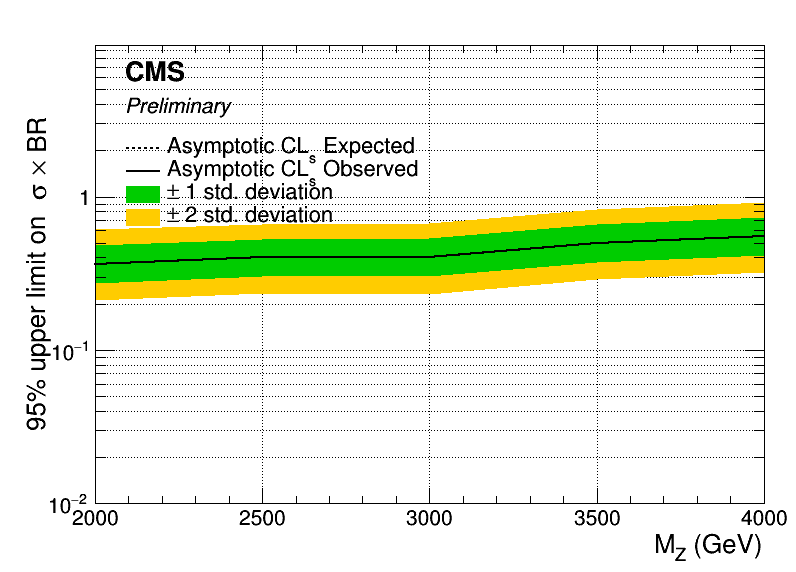 CMS
Preliminary
Asymptotic CLs Expected
Asymptotic CLs Observed
± 1 std. deviation
± 2 std. deviation
95% upper limit on σ × BR
1
10⁻¹
10⁻²
2000 2500 3000 3500 4000
M_Z (GeV)